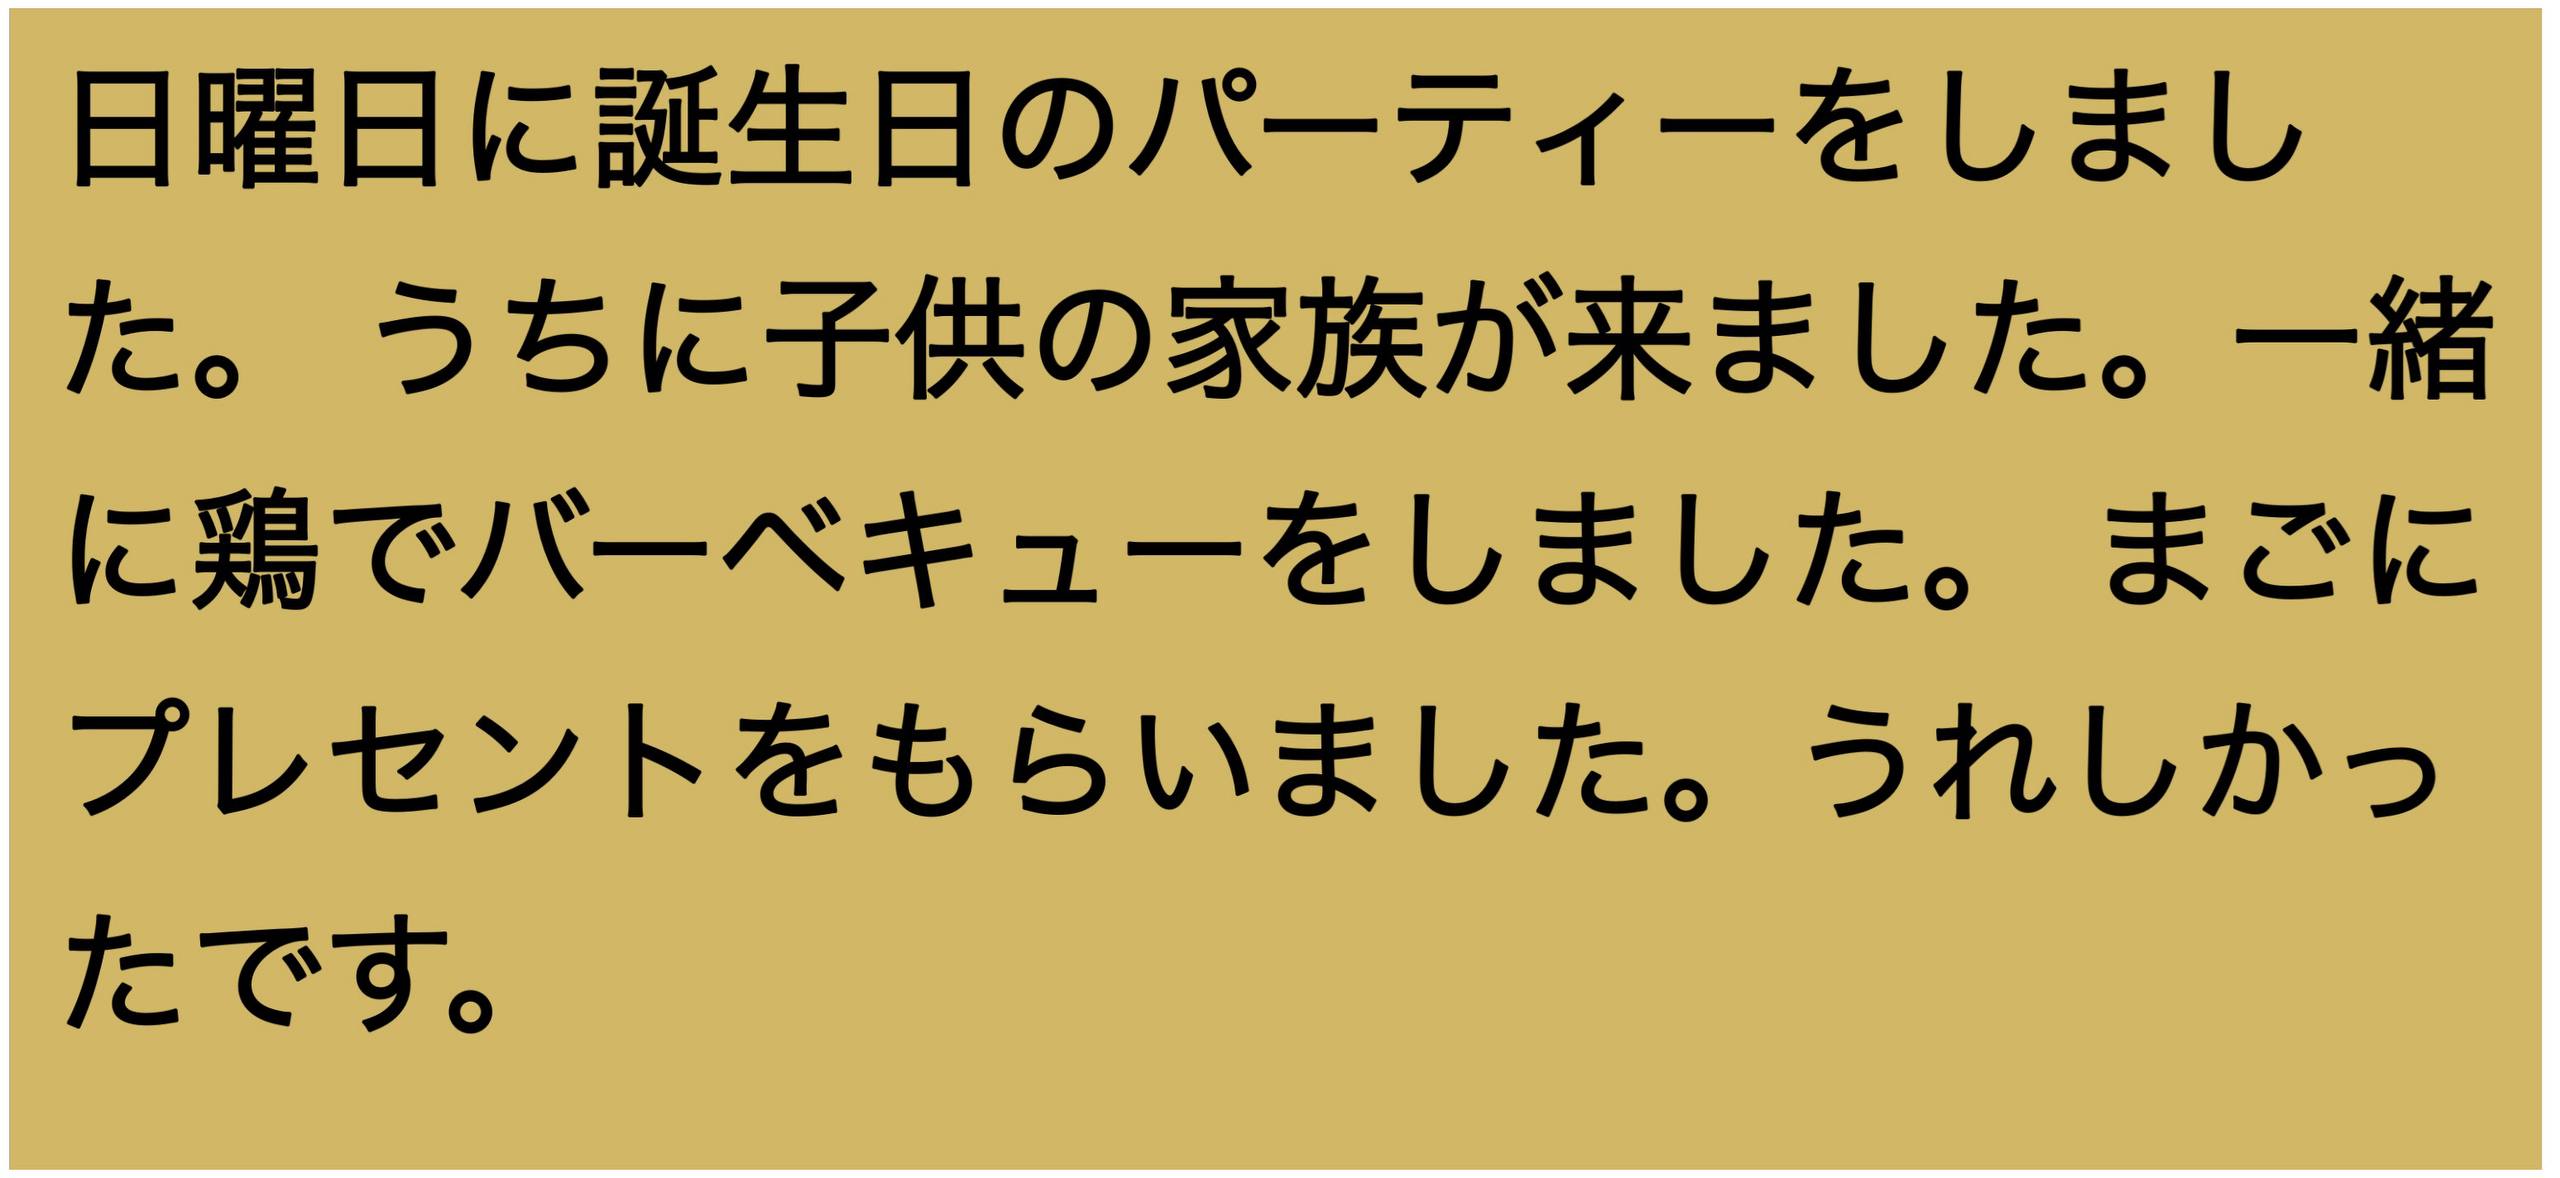 日曜日に誕生日のパーティーをしまし
た。　うちに子供の家族が来ました。一緒
に鶏でバーベキューをしました。　まごに
プレセントをもらいました。　うれしかっ
たです。